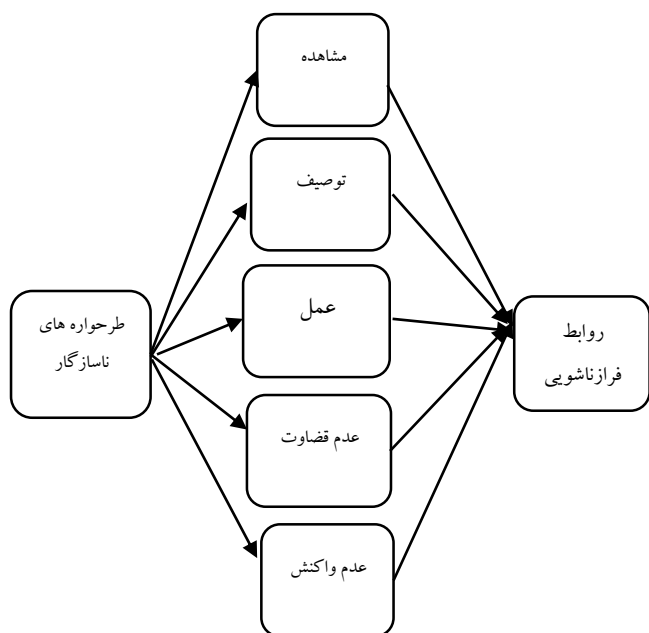 مشاهده
توصیف
عمل
طرحواره های
ناسازگار
روابط
فرازناشویی
عدم قضاوت
عدم واکنش